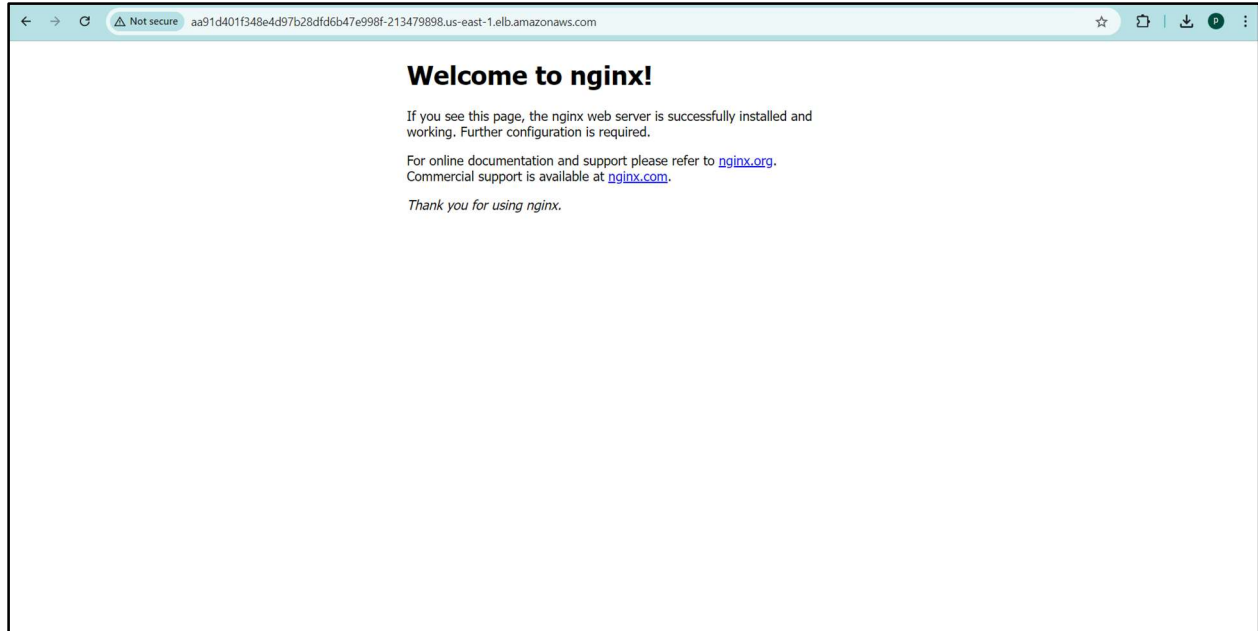 Not secure aa91d401f348e4d97b28dfd6b47e998f-213479898.us-east-1.elb.amazonaws.com P
Welcome to nginx!
If you see this page, the nginx web server is successfully installed and
working. Further configuration is required.
For online documentation and support please refer to nginx.org.
Commercial support is available at nginx.com.
Thank you for using nginx.